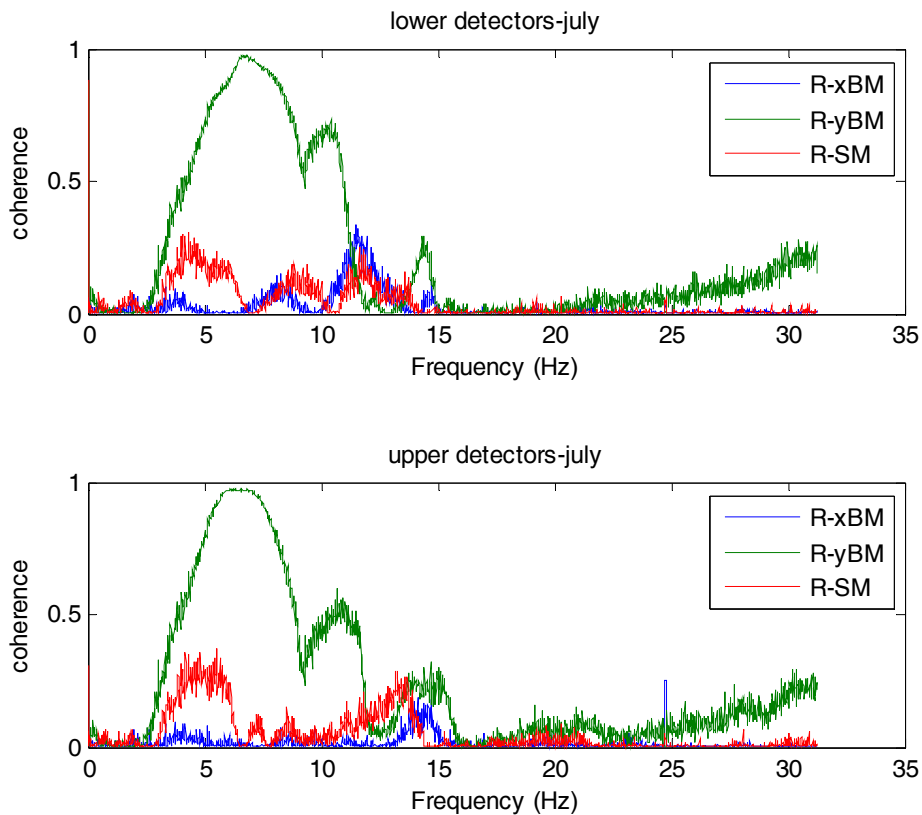 lower detectors-july
1
0.5
0
coherence
R-xBM
R-yBM
R-SM
0 5 10 15 20 25 30 35
Frequency (Hz)
upper detectors-july
1
0.5
0
coherence
R-xBM
R-yBM
R-SM
0 5 10 15 20 25 30 35
Frequency (Hz)